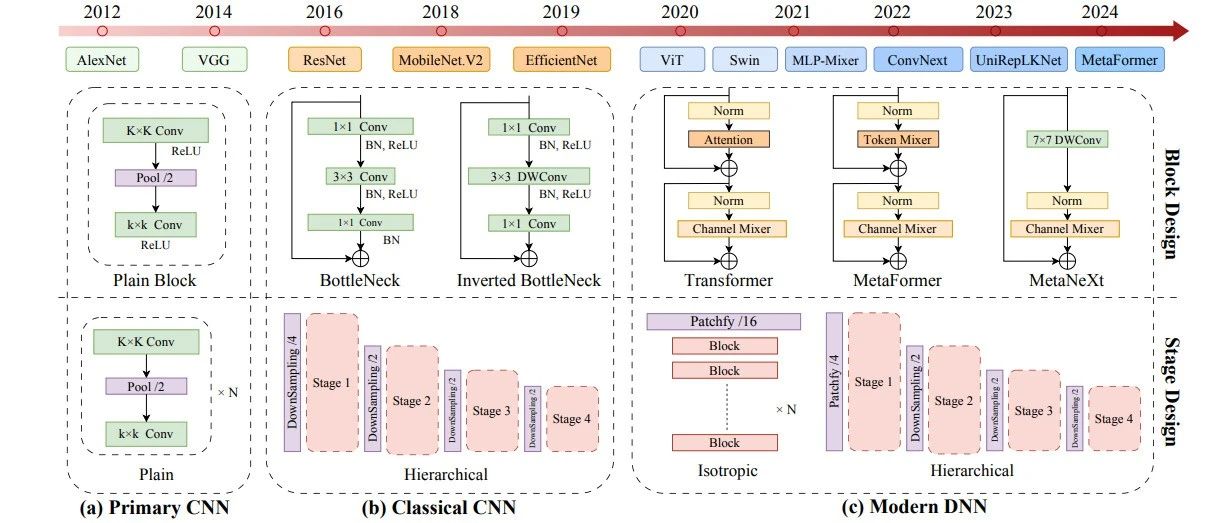 2012 2014 2016 2018 2019 2020 2021 2022 2023 2024
AlexNet VGG ResNet MobileNet.V2 EfficientNet ViT Swin MLP-Mixer ConvNext UniRepLKNet MetaFormer
K×K Conv
ReLU
Pool /2
k×k Conv
ReLU
Plain Block
1×1 Conv
BN, ReLU
3×3 Conv
BN, ReLU
1×1 Conv
BN
BottleNeck
1×1 Conv
BN, ReLU
3×3 DWConv
BN, ReLU
1×1 Conv
Inverted BottleNeck
Norm
Attention
Norm
Channel Mixer
Transformer
Norm
Token Mixer
Norm
Channel Mixer
MetaFormer
7×7 DWConv
Norm
Channel Mixer
MetaNeXt
Block Design
K×K Conv
Pool /2
k×k Conv
× N
Plain
DownSampling /4
Stage 1
DownSampling /2
Stage 2
DownSampling /2
Stage 3
DownSampling /2
Stage 4
Hierarchical
Patchfy /16
Block
Block
× N
Block
Isotropic
Patchfy /4
Stage 1
DownSampling /2
Stage 2
DownSampling /2
Stage 3
DownSampling /2
Stage 4
Hierarchical
Stage Design
(a) Primary CNN
(b) Classical CNN
(c) Modern DNN